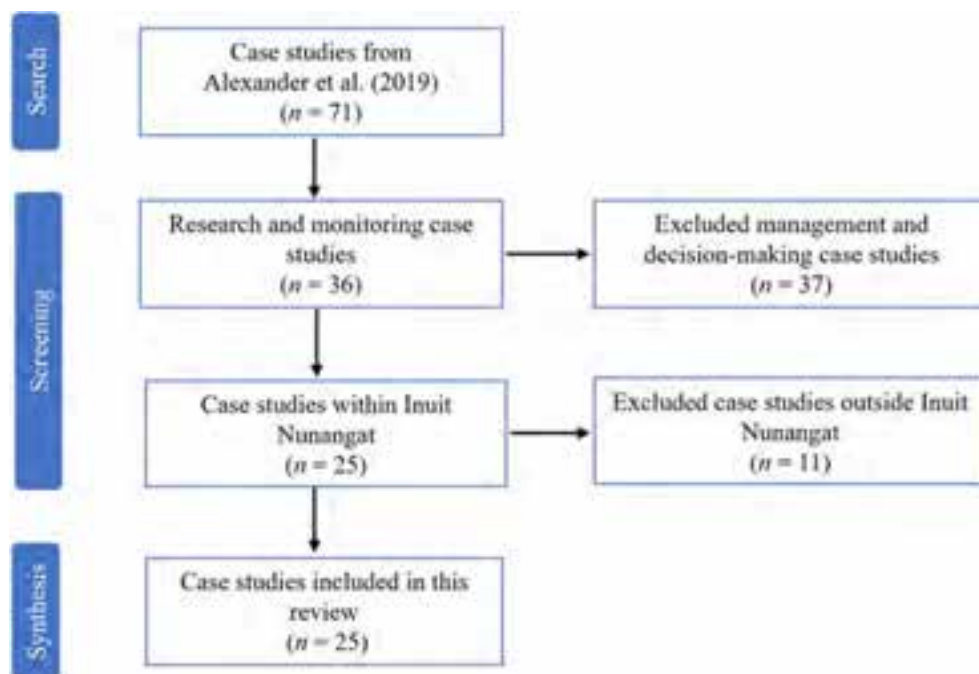 Search
Case studies from
Alexander et al. (2019)
(n = 71)
Screening
Research and monitoring case
studies
(n = 36)
Excluded management and
decision-making case studies
(n = 37)
Case studies within Inuit
Nunangat
(n = 25)
Excluded case studies outside Inuit
Nunangat
(n = 11)
Synthesis
Case studies included in this
review
(n = 25)